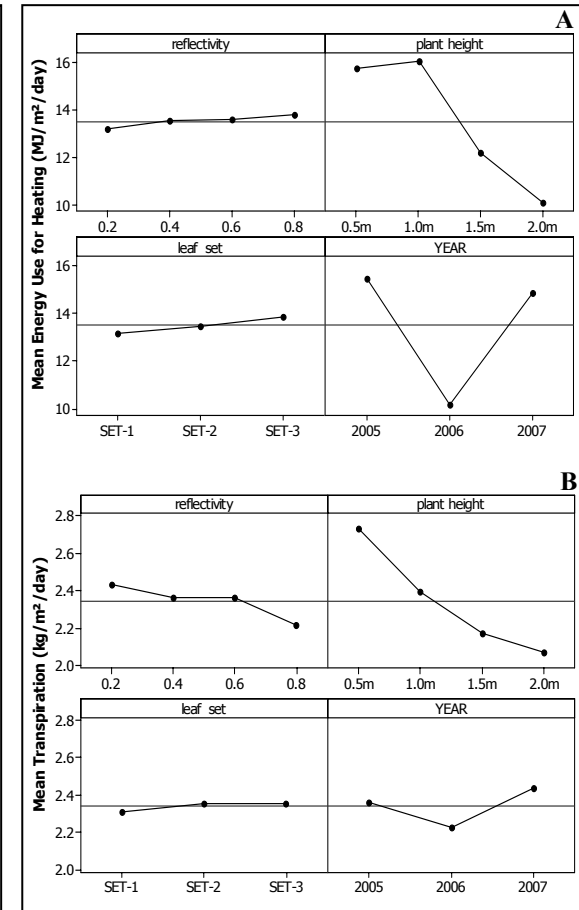 A
Mean Energy Use for Heating (MJ/m²/day)
reflectivity
plant height
16
14
12
10
0.2 0.4 0.6 0.8
0.5m 1.0m 1.5m 2.0m
leaf set
YEAR
16
14
12
10
SET-1 SET-2 SET-3
2005 2006 2007
B
Mean Transpiration (kg/m²/day)
reflectivity
plant height
2.8
2.6
2.4
2.2
2.0
0.2 0.4 0.6 0.8
0.5m 1.0m 1.5m 2.0m
leaf set
YEAR
2.8
2.6
2.4
2.2
2.0
SET-1 SET-2 SET-3
2005 2006 2007